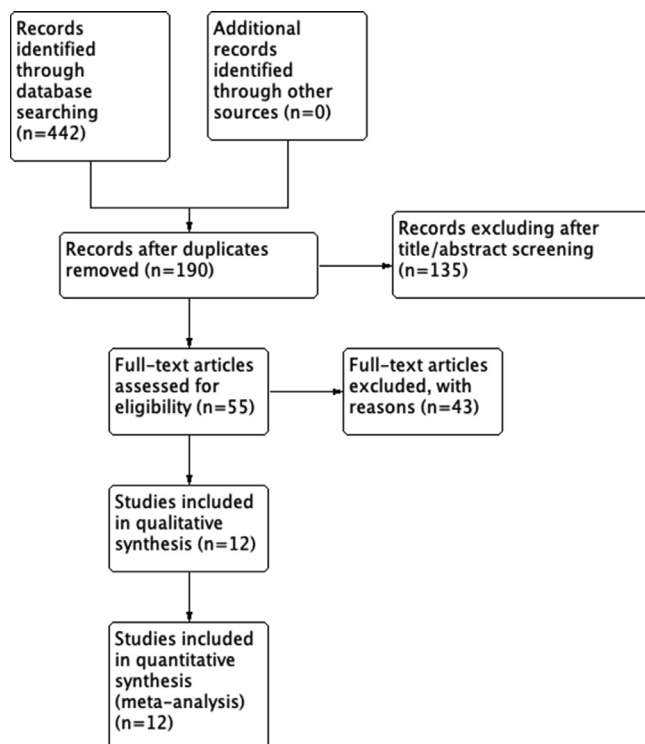 Records
identified
through
database
searching
(n=442)
Additional
records
identified
through other
sources (n=0)
Records after duplicates
removed (n=190)
Records excluding after
title/abstract screening
(n=135)
Full-text articles
assessed for
eligibility (n=55)
Full-text articles
excluded, with
reasons (n=43)
Studies included
in qualitative
synthesis (n=12)
Studies included
in quantitative
synthesis
(meta-analysis)
(n=12)